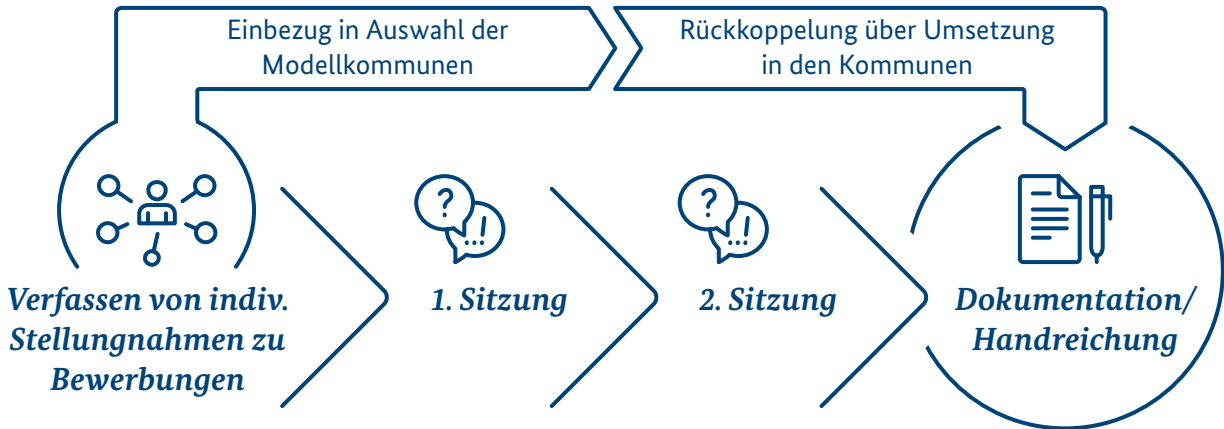 Einbezug in Auswahl der
Modellkommunen
Rückkoppelung über Umsetzung
in den Kommunen
Verfassen von indiv.
Stellungnahmen zu
Bewerbungen
1. Sitzung
2. Sitzung
Dokumentation/
Handreichung